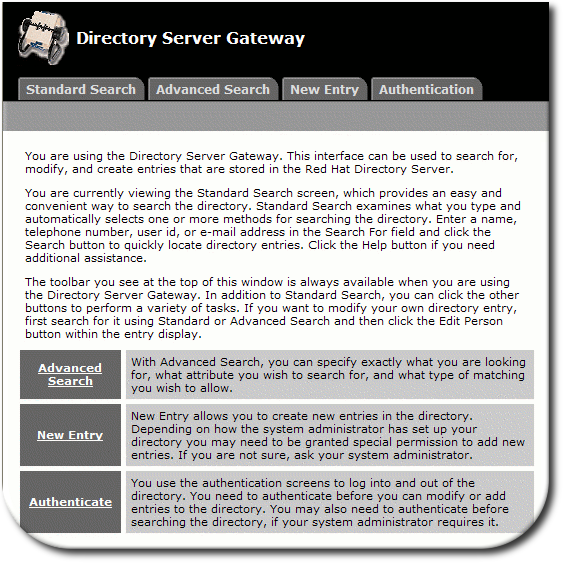 Directory Server Gateway
Standard Search Advanced Search New Entry Authentication
You are using the Directory Server Gateway. This interface can be used to search for,
modify, and create entries that are stored in the Red Hat Directory Server.
You are currently viewing the Standard Search screen, which provides an easy and
convenient way to search the directory. Standard Search examines what you type and
automatically selects one or more methods for searching the directory. Enter a name,
telephone number, user id, or e-mail address in the Search For field and click the
Search button to quickly locate directory entries. Click the Help button if you need
additional assistance.
The toolbar you see at the top of this window is always available when you are using
the Directory Server Gateway. In addition to Standard Search, you can click the other
buttons to perform a variety of tasks. If you want to modify your own directory entry,
first search for it using Standard or Advanced Search and then click the Edit Person
button within the entry display.
Advanced
Search
With Advanced Search, you can specify exactly what you are looking
for, what attribute you wish to search for, and what type of matching
you wish to allow.
New Entry
New Entry allows you to create new entries in the directory.
Depending on how the system administrator has set up your
directory you may need to be granted special permission to add new
entries. If you are not sure, ask your system administrator.
Authenticate
You use the authentication screens to log into and out of the
directory. You need to authenticate before you can modify or add
entries to the directory. You may also need to authenticate before
searching the directory, if your system administrator requires it.